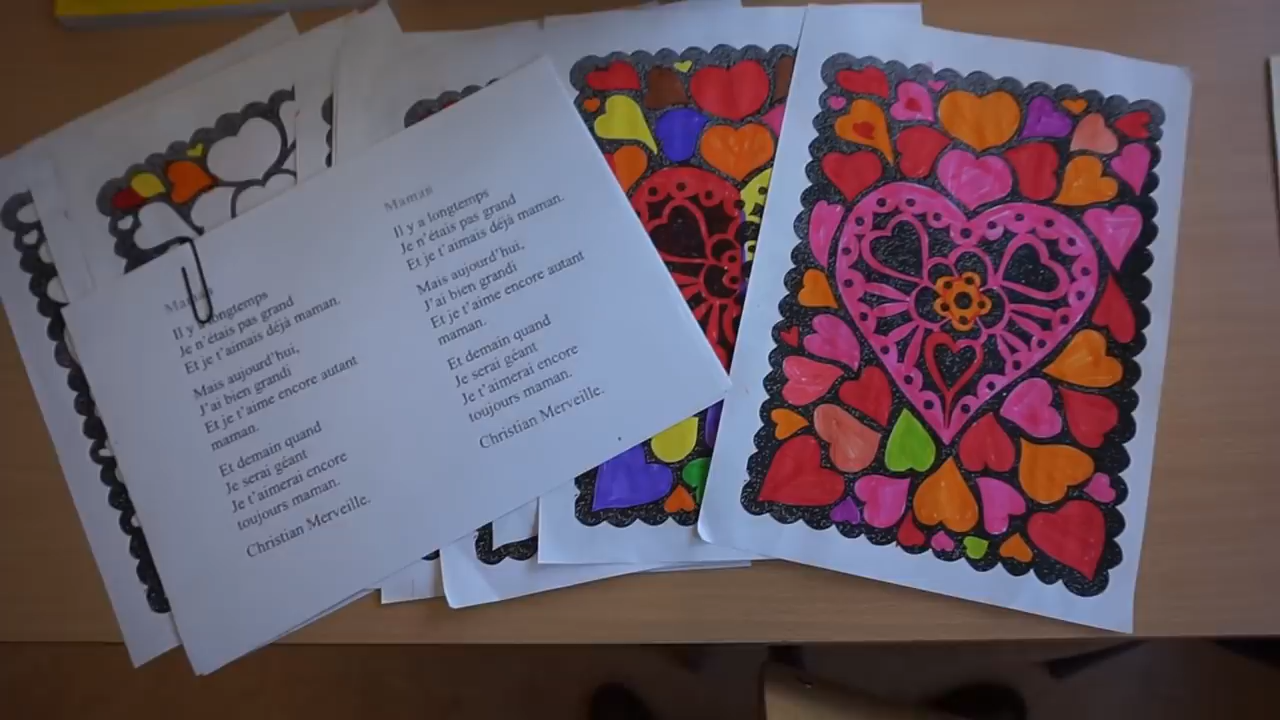 Maman
Il y a longtemps
Je n'étais pas grand
Et je t'aimais déjà maman.
Mais aujourd'hui,
J'ai bien grandi
Et je t'aime encore autant
maman.
Et demain quand
Je serai géant
Je t'aimerai encore
toujours maman.
Christian Merveille.
Maman
Il y a longtemps
Je n'étais pas grand
Et je t'aimais déjà maman.
Mais aujourd'hui,
J'ai bien grandi
Et je t'aime encore autant
maman.
Et demain quand
Je serai géant
Je t'aimerai encore
toujours maman.
Christian Merveille.